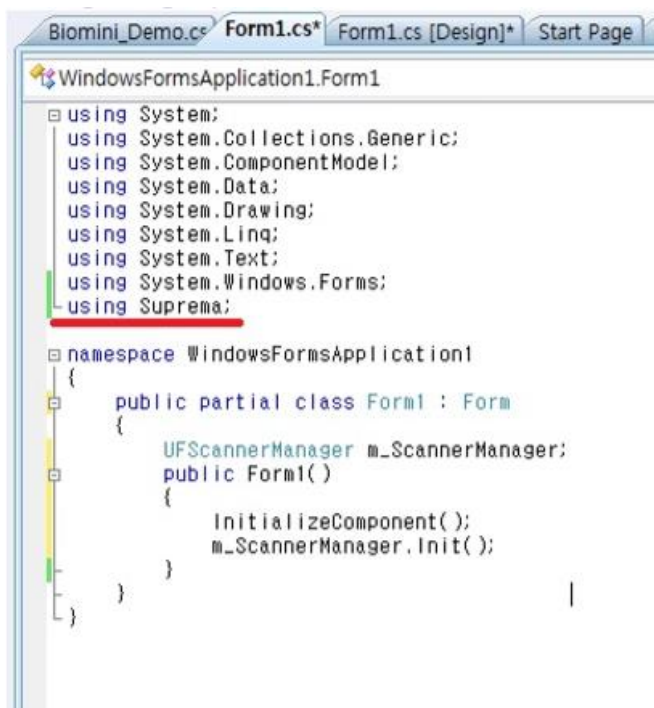 Biomini_Demo.cs Form1.cs* Form1.cs [Design]* Start Page
WindowsFormsApplication1.Form1
using System;
using System.Collections.Generic;
using System.ComponentModel;
using System.Data;
using System.Drawing;
using System.Linq;
using System.Text;
using System.Windows.Forms;
using Suprema;
namespace WindowsFormsApplication1
{
public partial class Form1 : Form
{
UFScannerManager m_ScannerManager;
public Form1()
{
InitializeComponent();
m_ScannerManager.Init();
}
}
}